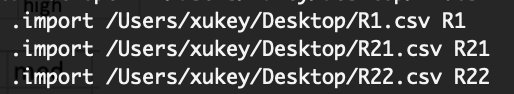 high
.import /Users/xukey/Desktop/R1.csv R1
.import /Users/xukey/Desktop/R21.csv R21
.import /Users/xukey/Desktop/R22.csv R22